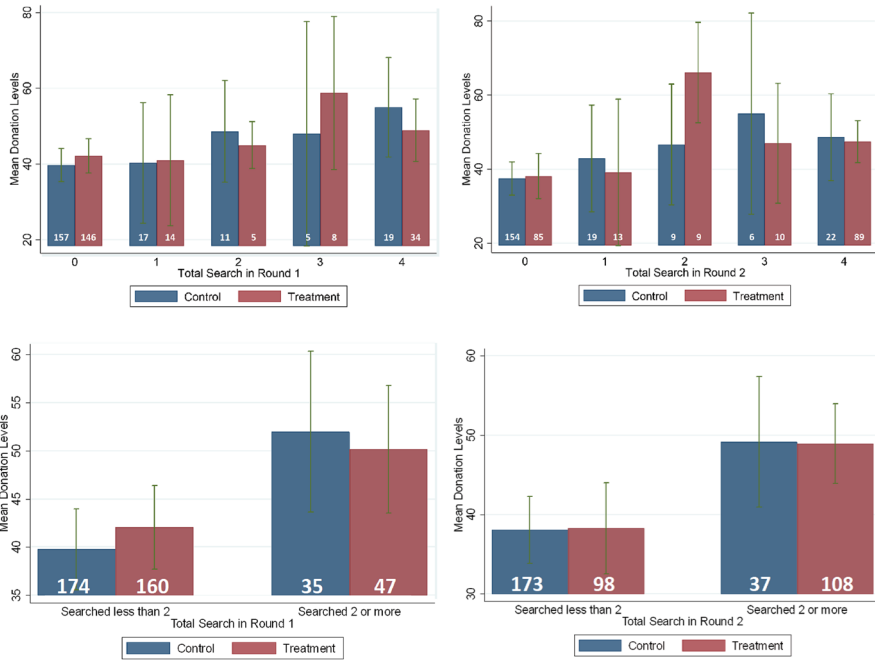 80
60
40
20
Mean Donation Levels
157 146 17 14 11 5 5 8 19 34
0 1 2 3 4
Total Search in Round 1
Control Treatment
80
60
40
20
Mean Donation Levels
154 85 19 13 9 9 6 10 22 89
0 1 2 3 4
Total Search in Round 2
Control Treatment
60
55
50
45
40
35
Mean Donation Levels
174 160 35 47
Searched less than 2 Searched 2 or more
Total Search in Round 1
Control Treatment
60
50
40
30
Mean Donation Levels
173 98 37 108
Searched less than 2 Searched 2 or more
Total Search in Round 2
Control Treatment